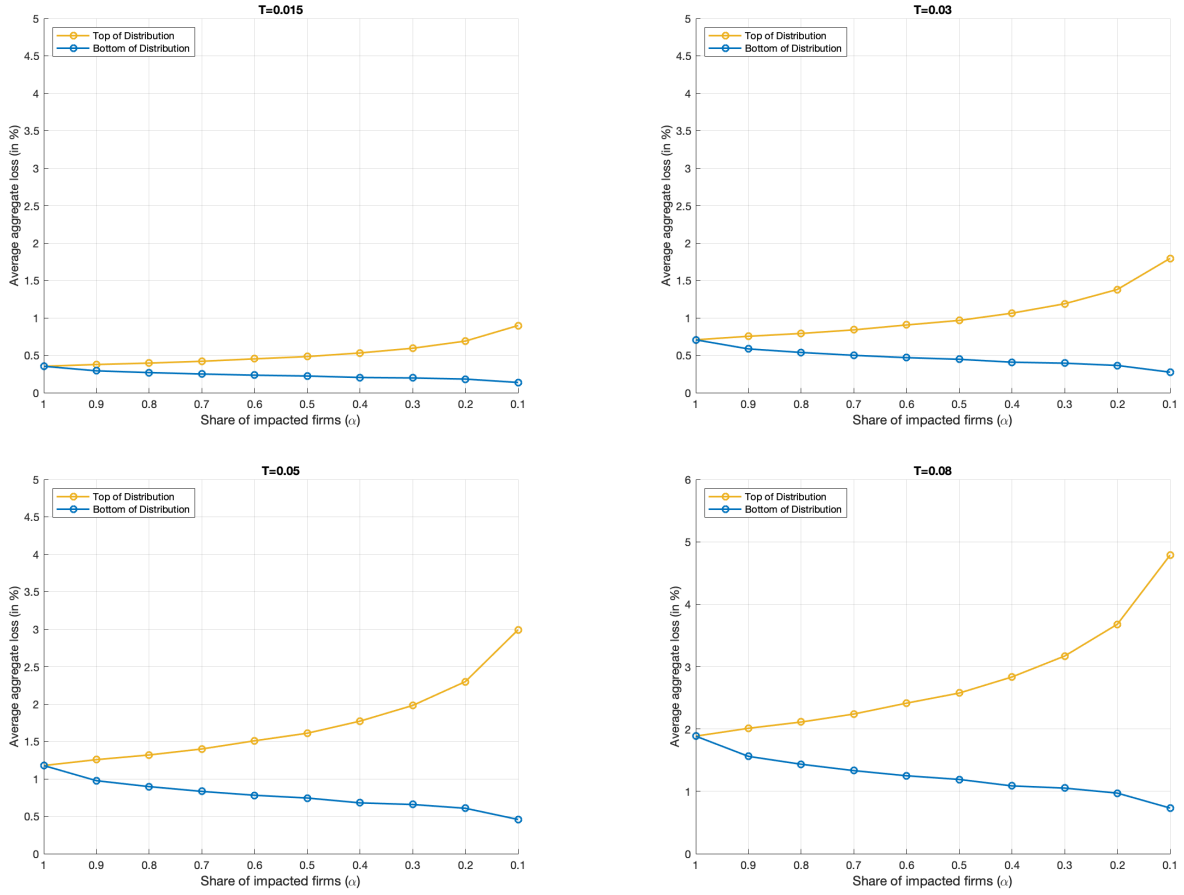 T=0.015
5
4.5
4
3.5
3
2.5
2
1.5
1
0.5
0
Average aggregate loss (in %)
Top of Distribution
Bottom of Distribution
1 0.9 0.8 0.7 0.6 0.5 0.4 0.3 0.2 0.1
Share of impacted firms (α)
T=0.03
5
4.5
4
3.5
3
2.5
2
1.5
1
0.5
0
Average aggregate loss (in %)
Top of Distribution
Bottom of Distribution
1 0.9 0.8 0.7 0.6 0.5 0.4 0.3 0.2 0.1
Share of impacted firms (α)
T=0.05
5
4.5
4
3.5
3
2.5
2
1.5
1
0.5
0
Average aggregate loss (in %)
Top of Distribution
Bottom of Distribution
1 0.9 0.8 0.7 0.6 0.5 0.4 0.3 0.2 0.1
Share of impacted firms (α)
T=0.08
6
5
4
3
2
1
0
Average aggregate loss (in %)
Top of Distribution
Bottom of Distribution
1 0.9 0.8 0.7 0.6 0.5 0.4 0.3 0.2 0.1
Share of impacted firms (α)